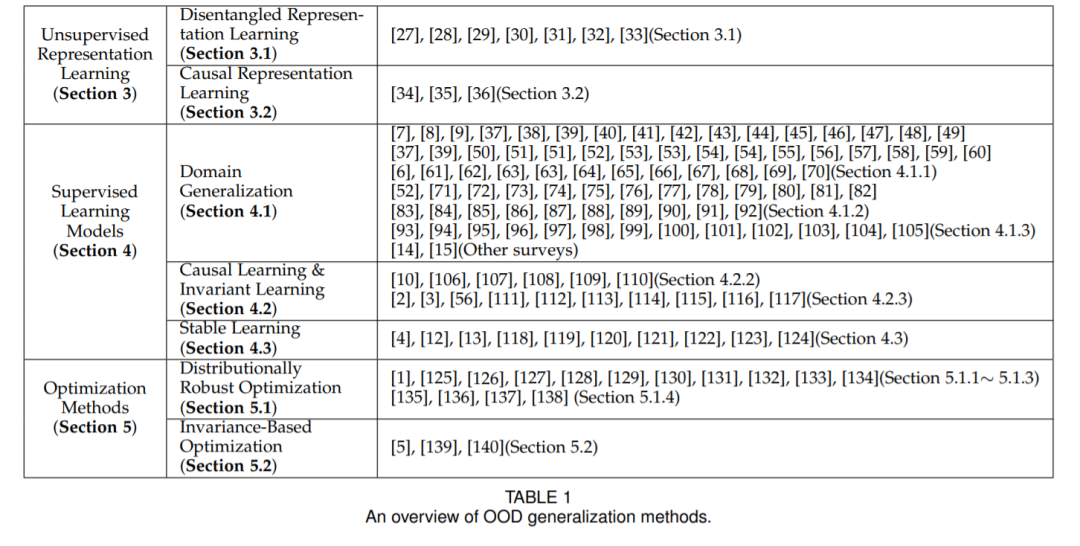 Unsupervised
Representation
Learning
(Section 3)
Disentangled Represen-
tation Learning
(Section 3.1)
[27], [28], [29], [30], [31], [32], [33](Section 3.1)
Causal Representation
Learning
(Section 3.2)
[34], [35], [36](Section 3.2)
Supervised
Learning
Models
(Section 4)
Domain
Generalization
(Section 4.1)
[7], [8], [9], [37], [38], [39], [40], [41], [42], [43], [44], [45], [46], [47], [48], [49]
[37], [39], [50], [51], [51], [52], [53], [53], [54], [54], [55], [56], [57], [58], [59], [60]
[6], [61], [62], [63], [63], [64], [65], [66], [67], [68], [69], [70](Section 4.1.1)
[52], [71], [72], [73], [74], [75], [76], [77], [78], [79], [80], [81], [82]
[83], [84], [85], [86], [87], [88], [89], [90], [91], [92](Section 4.1.2)
[93], [94], [95], [96], [97], [98], [99], [100], [101], [102], [103], [104], [105](Section 4.1.3)
[14], [15](Other surveys)
Causal Learning &
Invariant Learning
(Section 4.2)
[10], [106], [107], [108], [109], [110](Section 4.2.2)
[2], [3], [56], [111], [112], [113], [114], [115], [116], [117](Section 4.2.3)
Stable Learning
(Section 4.3)
[4], [12], [13], [118], [119], [120], [121], [122], [123], [124](Section 4.3)
Optimization
Methods
(Section 5)
Distributionally
Robust Optimization
(Section 5.1)
[1], [125], [126], [127], [128], [129], [130], [131], [132], [133], [134](Section 5.1.1∼ 5.1.3)
[135], [136], [137], [138] (Section 5.1.4)
Invariance-Based
Optimization
(Section 5.2)
[5], [139], [140](Section 5.2)
TABLE 1
An overview of OOD generalization methods.